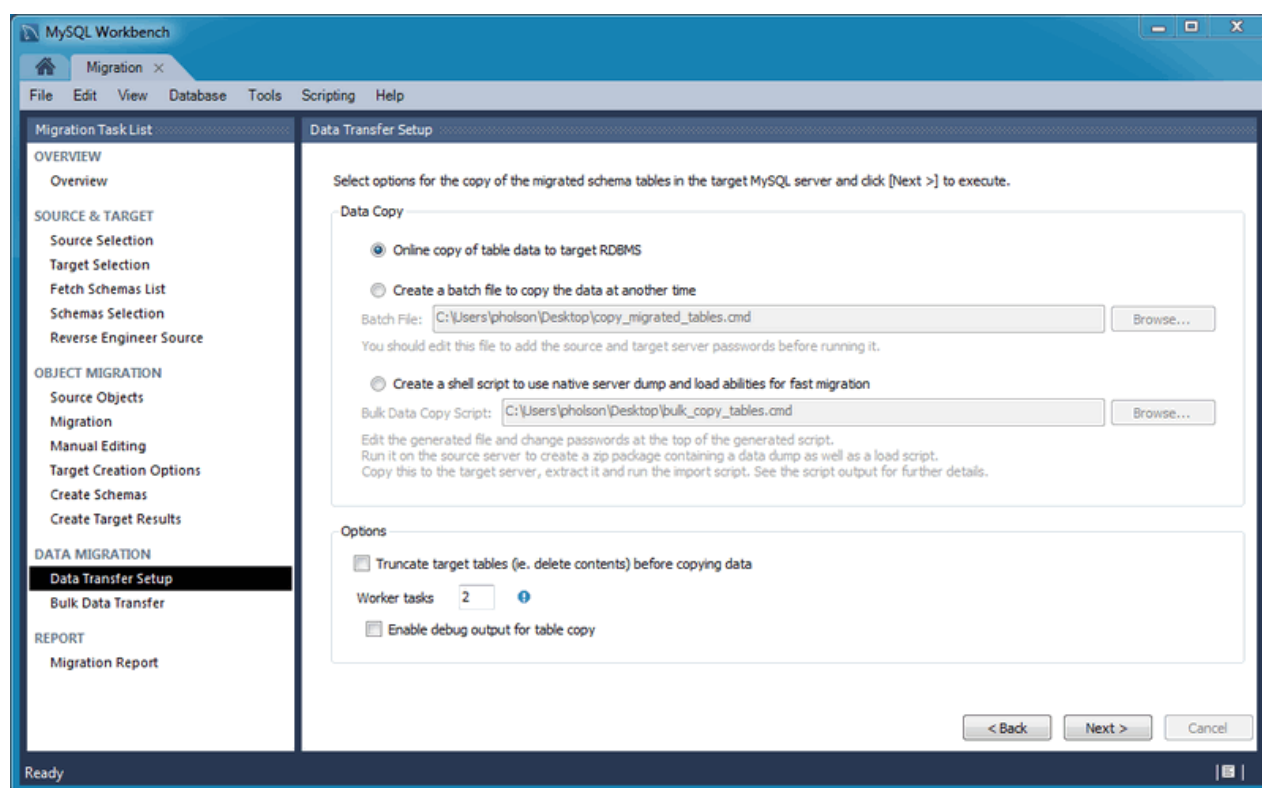 MySQL Workbench
Migration
File Edit View Database Tools Scripting Help
Migration Task List
OVERVIEW
Overview
SOURCE & TARGET
Source Selection
Target Selection
Fetch Schemas List
Schemas Selection
Reverse Engineer Source
OBJECT MIGRATION
Source Objects
Migration
Manual Editing
Target Creation Options
Create Schemas
Create Target Results
DATA MIGRATION
Data Transfer Setup
Bulk Data Transfer
REPORT
Migration Report
Data Transfer Setup
Select options for the copy of the migrated schema tables in the target MySQL server and click [Next >] to execute.
Data Copy
Online copy of table data to target RDBMS
Create a batch file to copy the data at another time
Batch File: C:\Users\pholson\Desktop\copy_migrated_tables.cmd Browse...
You should edit this file to add the source and target server passwords before running it.
Create a shell script to use native server dump and load abilities for fast migration
Bulk Data Copy Script: C:\Users\pholson\Desktop\bulk_copy_tables.cmd Browse...
Edit the generated file and change passwords at the top of the generated script.
Run it on the source server to create a zip package containing a data dump as well as a load script.
Copy this to the target server, extract it and run the import script. See the script output for further details.
Options
Truncate target tables (ie. delete contents) before copying data
Worker tasks 2
Enable debug output for table copy
< Back Next > Cancel
Ready